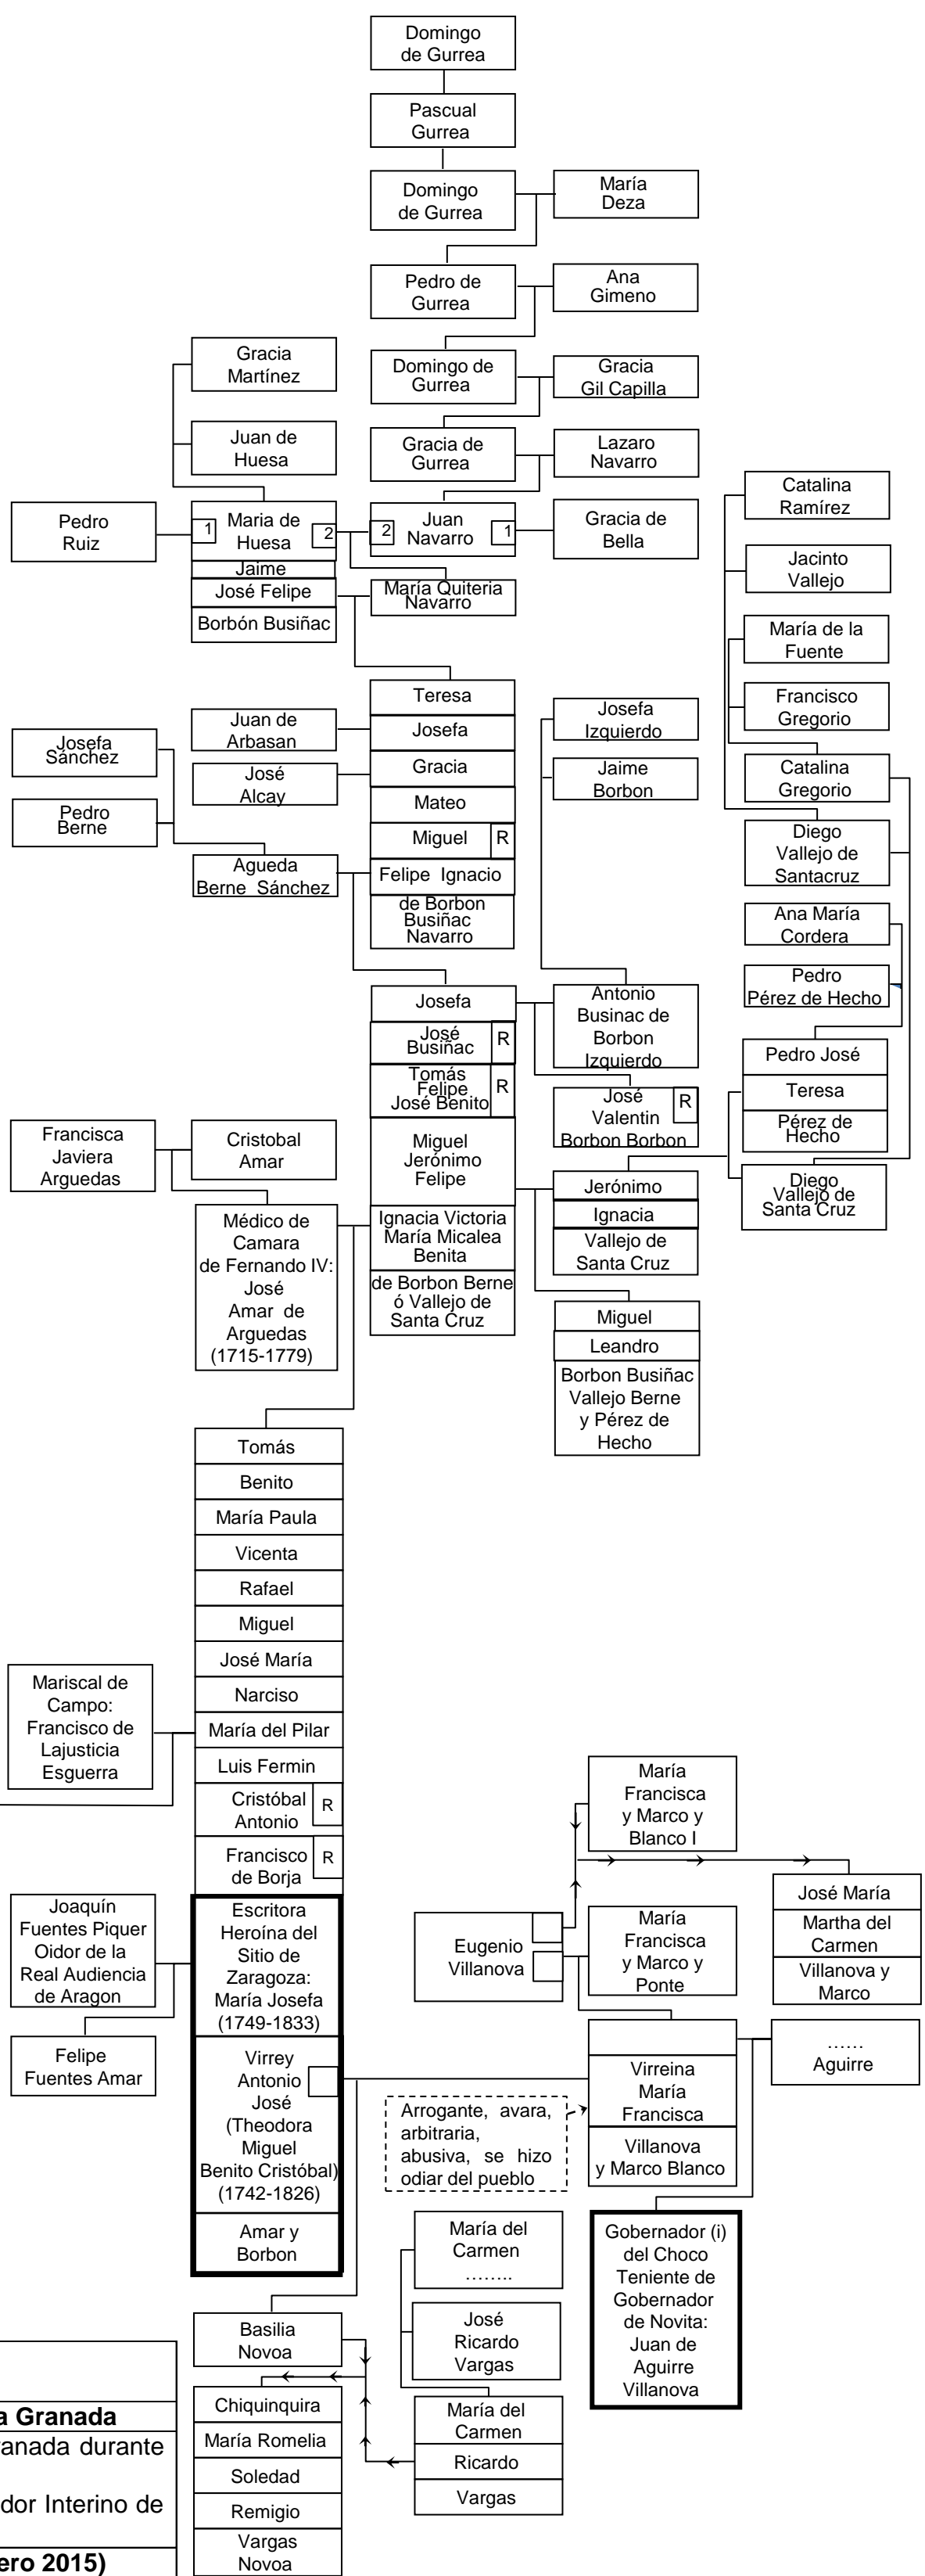 Domingo
de Gurrea
Pascual
Gurrea
Domingo
de Gurrea
María
Deza
Pedro de
Gurrea
Ana
Gimeno
Gracia
Martínez
Domingo de
Gurrea
Gracia
Gil Capilla
Juan de
Huesa
Gracia de
Gurrea
Lazaro
Navarro
Catalina
Ramírez
Pedro
Ruiz
1
Maria de
Huesa
2
2
Juan
Navarro
1
Gracia de
Bella
Jacinto
Vallejo
Jaime
José Felipe
Borbón Businãc
María Quiteria
Navarro
María de la
Fuente
Francisco
Gregorio
Teresa
Josefa
Gracia
Mateo
Miguel
R
Felipe Ignacio
de Borbon
Busiñac
Navarro
Juan de
Arbasan
José
Alcay
Josefa
Izquierdo
Jaime
Borbon
Catalina
Gregorio
Josefa
Sánchez
Pedro
Berne
Agueda
Berne Sánchez
Diego
Vallejo de
Santacruz
Ana María
Cordera
Pedro
Pérez de Hecho
Josefa
José
Busiñac
R
Tomás
Felipe
José Benito
R
Miguel
Jerónimo
Felipe
Ignacia Victoria
María Micalea
Benita
de Borbon Berne
ó Vallejo de
Santa Cruz
Antonio
Businac de
Borbon
Izquierdo
José
Valentin
Borbon Borbon
R
Pedro José
Teresa
Pérez de
Hecho
Diego
Vallejo de
Santa Cruz
Francisca
Javiera
Arguedas
Cristobal
Amar
Jerónimo
Ignacia
Vallejo de
Santa Cruz
Médico de
Camara
de Fernando IV:
José
Amar de
Arguedas
(1715-1779)
Miguel
Leandro
Borbon Busiñac
Vallejo Berne
y Pérez de
Hecho
Tomás
Benito
María Paula
Vicenta
Rafael
Miguel
José María
Narciso
María del Pilar
Luis Fermin
Cristóbal
Antonio
R
Francisco
de Borja
R
Mariscal de
Campo:
Francisco de
Lajusticia
Esguerra
María
Francisca
y Marco y
Blanco I
José María
Martha del
Carmen
Villanova y
Marco
Joaquín
Fuentes Piquer
Oidor de la
Real Audiencia
de Aragon
Escritora
Heroína del
Sitio de
Zaragoza:
María Josefa
(1749-1833)
Eugenio
Villanova
María
Francisca
y Marco y
Ponte
Felipe
Fuentes Amar
Virrey
Antonio
José
(Theodora
Miguel
Benito Cristóbal)
(1742-1826)
Amar y
Borbon
Virreina
María
Francisca
Villanova
y Marco Blanco
……
Aguirre
Arrogante, avara,
arbitraria,
abusiva, se hizo
odiar del pueblo
María del
Carmen
……..
Gobernador (i)
del Choco
Teniente de
Gobernador
de Novita:
Juan de
Aguirre
Villanova
Basilia
Novoa
José
Ricardo
Vargas
Chiquinquira
María Romelia
Soledad
Remigio
Vargas
Novoa
María del
Carmen
Ricardo
Vargas
a Granada
ranada durante
dor Interino de
ero 2015)